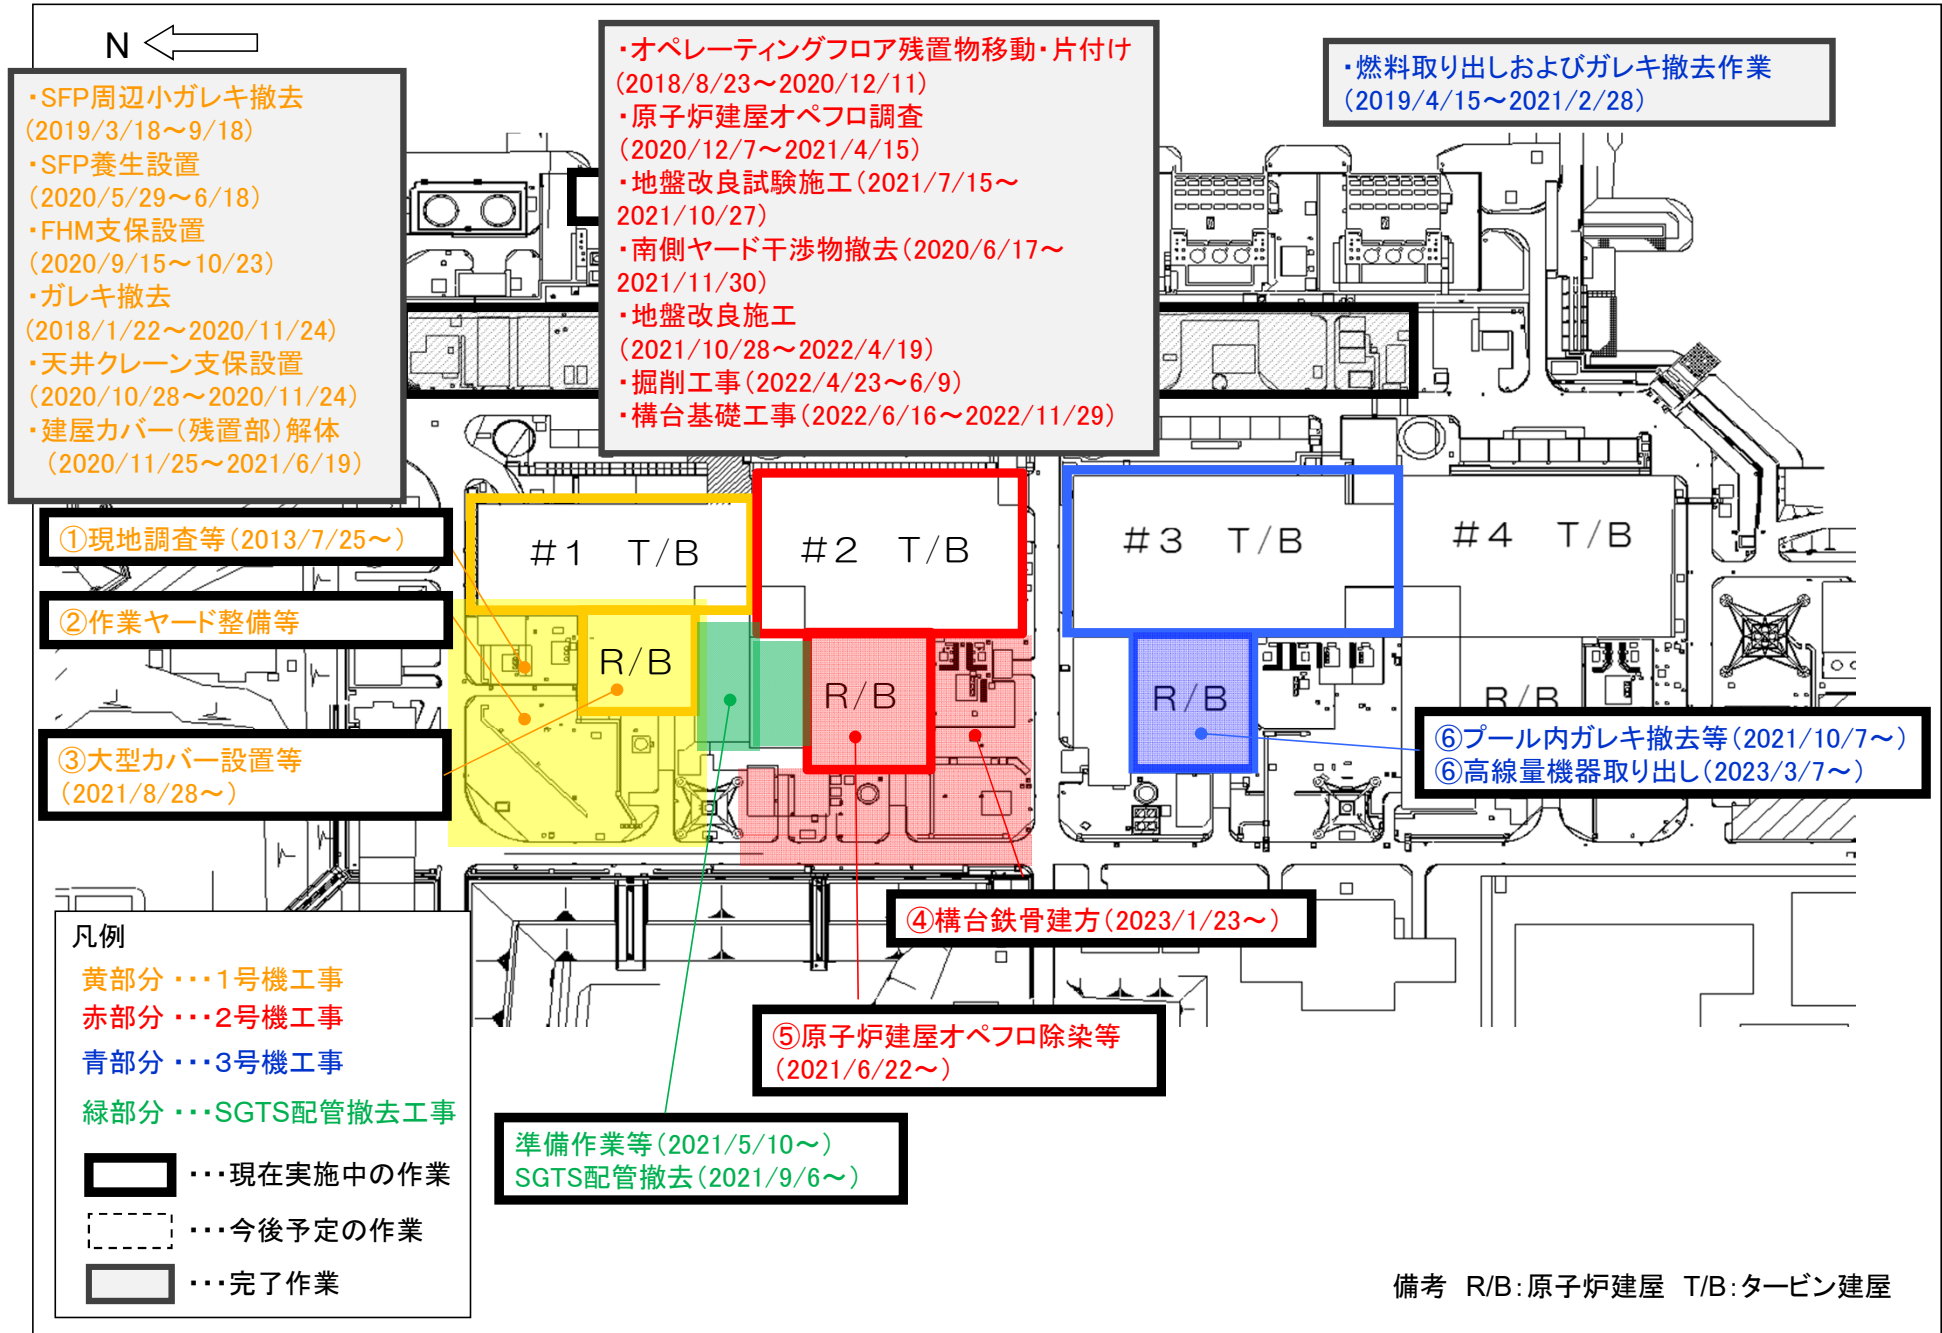 N
・SFP周辺小ガレキ撤去
(2019/3/18～9/18)
・SFP養生設置
(2020/5/29～6/18)
・FHM支保設置
(2020/9/15～10/23)
・ガレキ撤去
(2018/1/22～2020/11/24)
・天井クレーン支保設置
(2020/10/28～2020/11/24)
・建屋カバー(残置部)解体
(2020/11/25～2021/6/19)
・オペレーティングフロア残置物移動・片付け
(2018/8/23～2020/12/11)
・原子炉建屋オペフロ調査
(2020/12/7～2021/4/15)
・地盤改良試験施工(2021/7/15～
2021/10/27)
・南側ヤード干渉物撤去(2020/6/17～
2021/11/30)
・地盤改良施工
(2021/10/28～2022/4/19)
・掘削工事(2022/4/23～6/9)
・構台基礎工事(2022/6/16～2022/11/29)
・燃料取り出しおよびガレキ撤去作業
(2019/4/15～2021/2/28)
①現地調査等(2013/7/25～)
②作業ヤード整備等
③大型カバー設置等
(2021/8/28～)
#1 T/B
#2 T/B
#3 T/B
#4 T/B
R/B
R/B
R/B
R/B
⑥プール内ガレキ撤去等(2021/10/7～)
⑥高線量機器取り出し(2023/3/7～)
④構台鉄骨建方(2023/1/23～)
⑤原子炉建屋オペフロ除染等
(2021/6/22～)
準備作業等(2021/5/10～)
SGTS配管撤去(2021/9/6～)
凡例
黄部分 ・・・1号機工事
赤部分 ・・・2号機工事
青部分 ・・・3号機工事
緑部分 ・・・SGTS配管撤去工事
・・・現在実施中の作業
・・・今後予定の作業
・・・完了作業
備考 R/B:原子炉建屋 T/B:タービン建屋